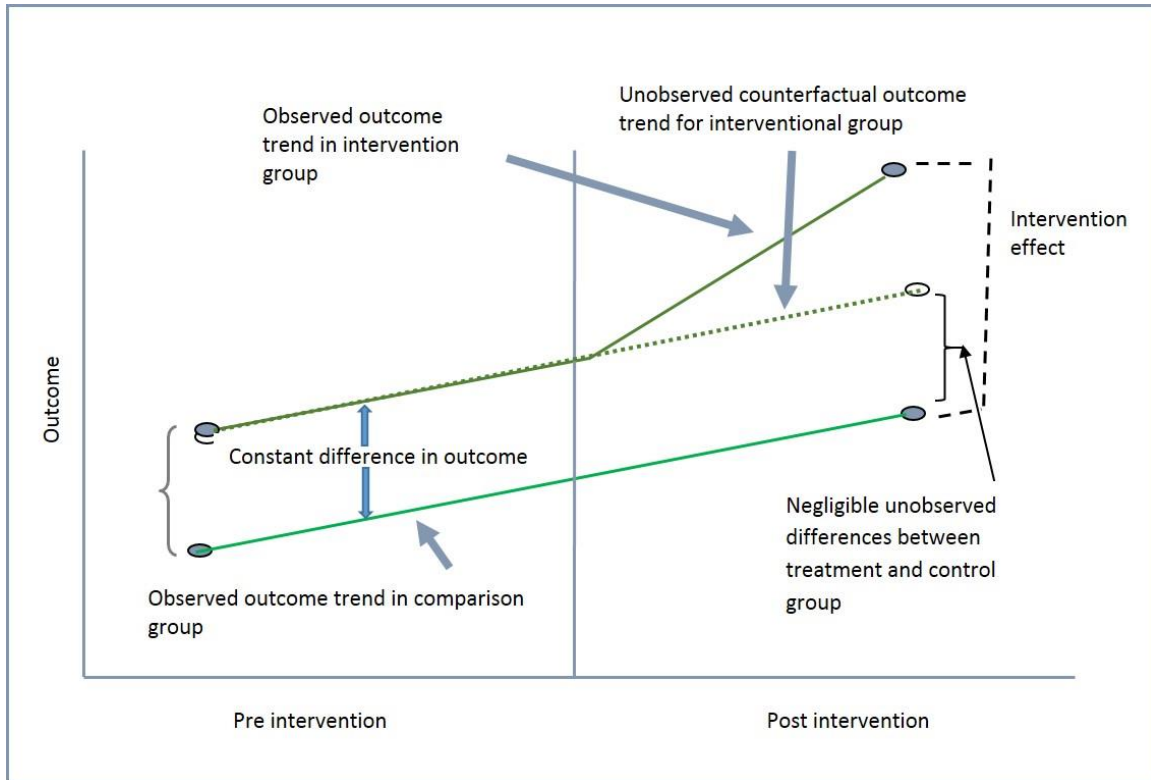 Observed outcome
trend in intervention
group
Unobserved counterfactual outcome
trend for interventional group
Intervention
effect
Outcome
Constant difference in outcome
Negligible unobserved
differences between
treatment and control
group
Observed outcome trend in comparison
group
Pre intervention
Post intervention